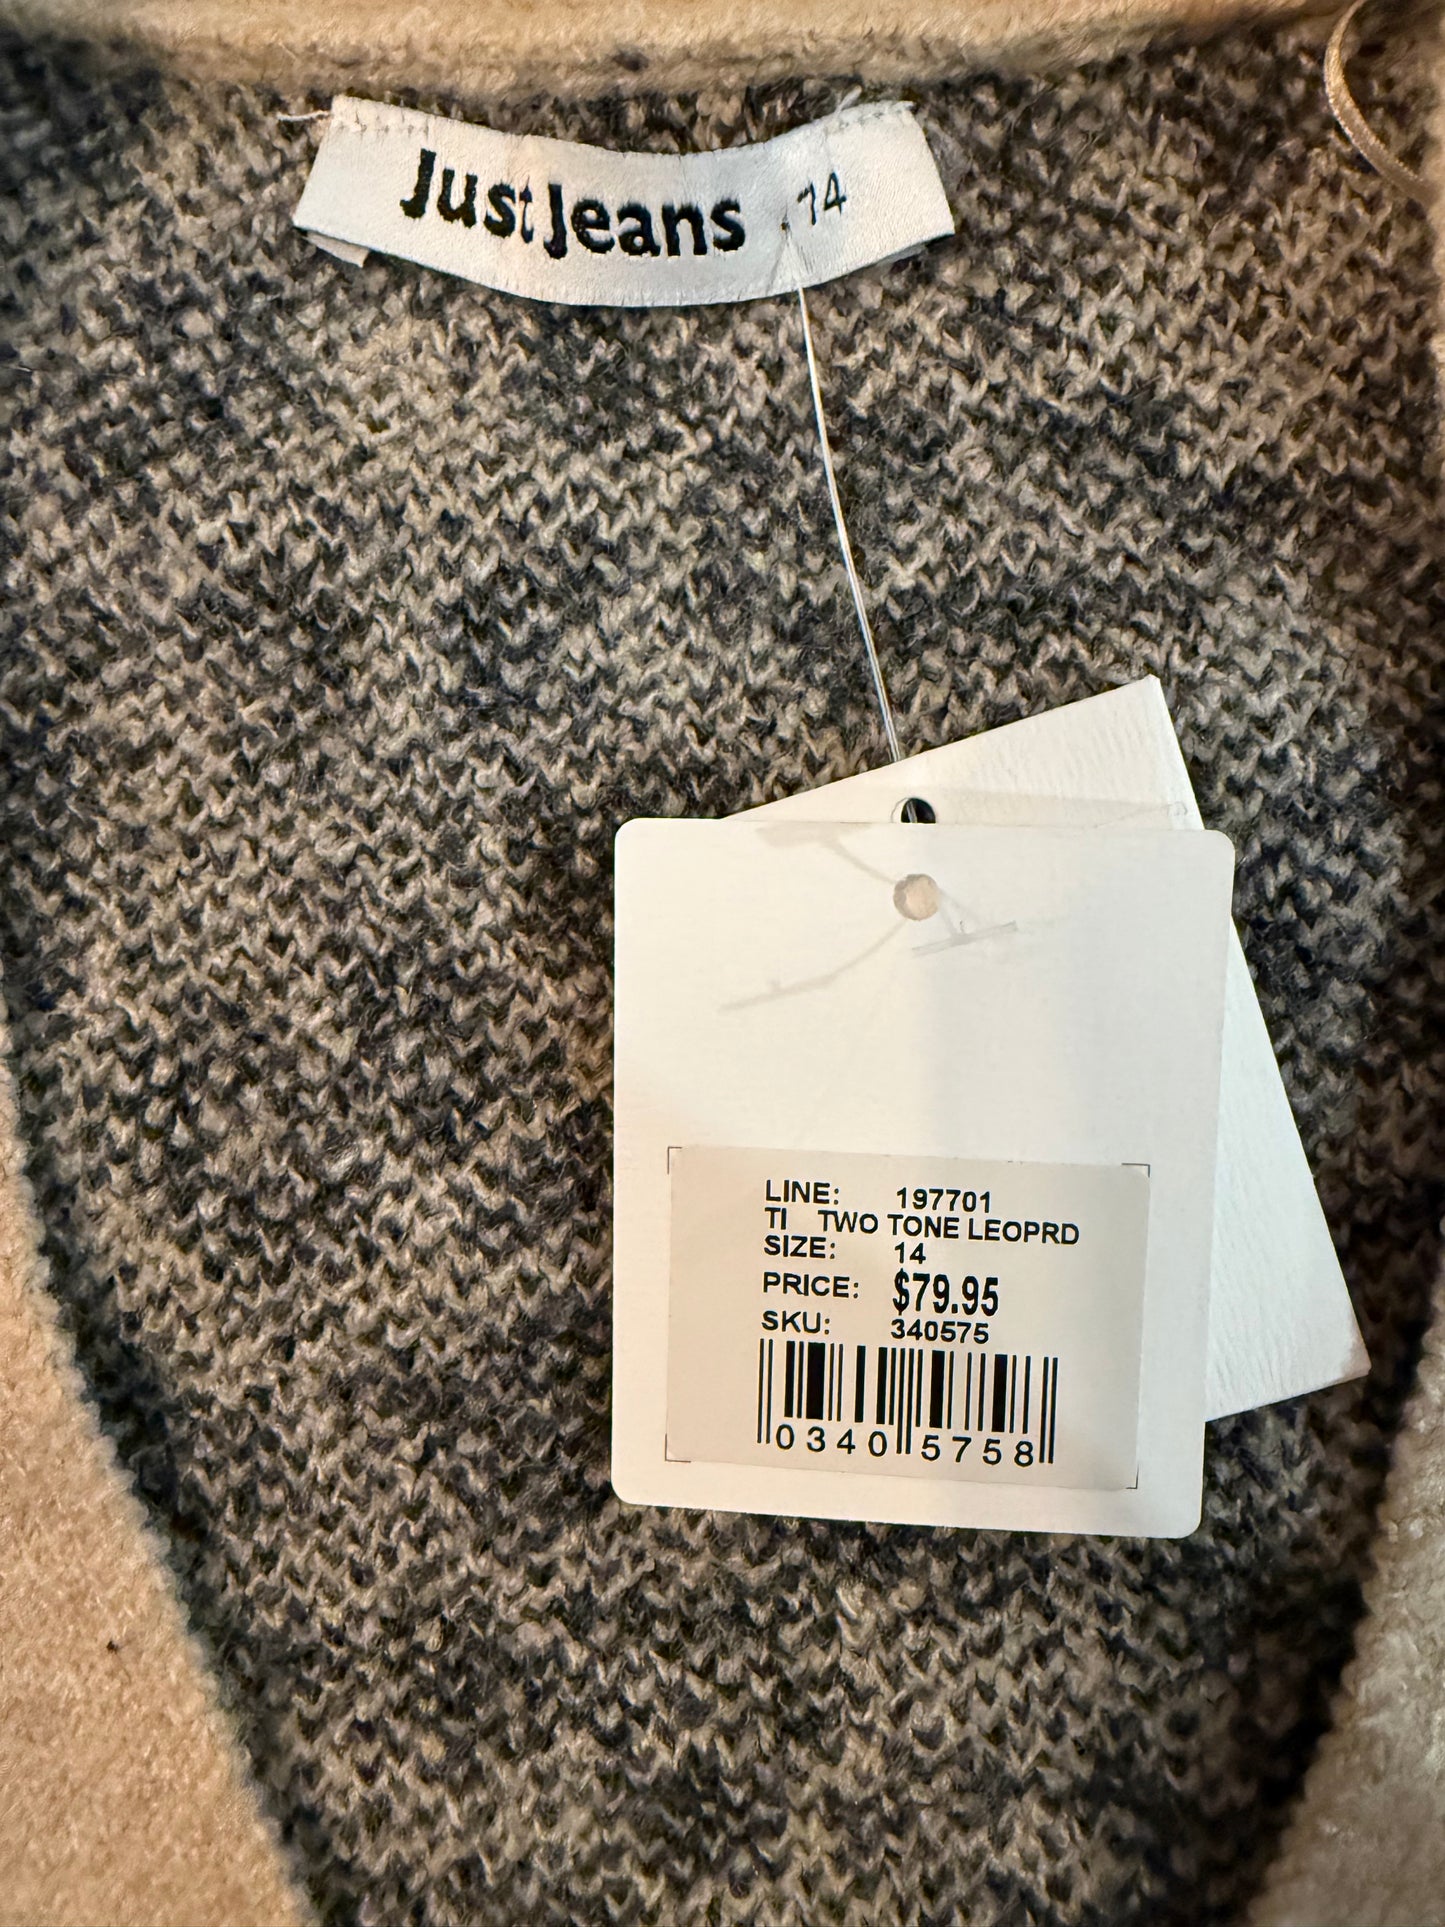 Just Jeans 14
LINE: 197701
TI TWO TONE LEOPRD
SIZE: 14
PRICE: $79.95
SKU: 340575
0340 5758